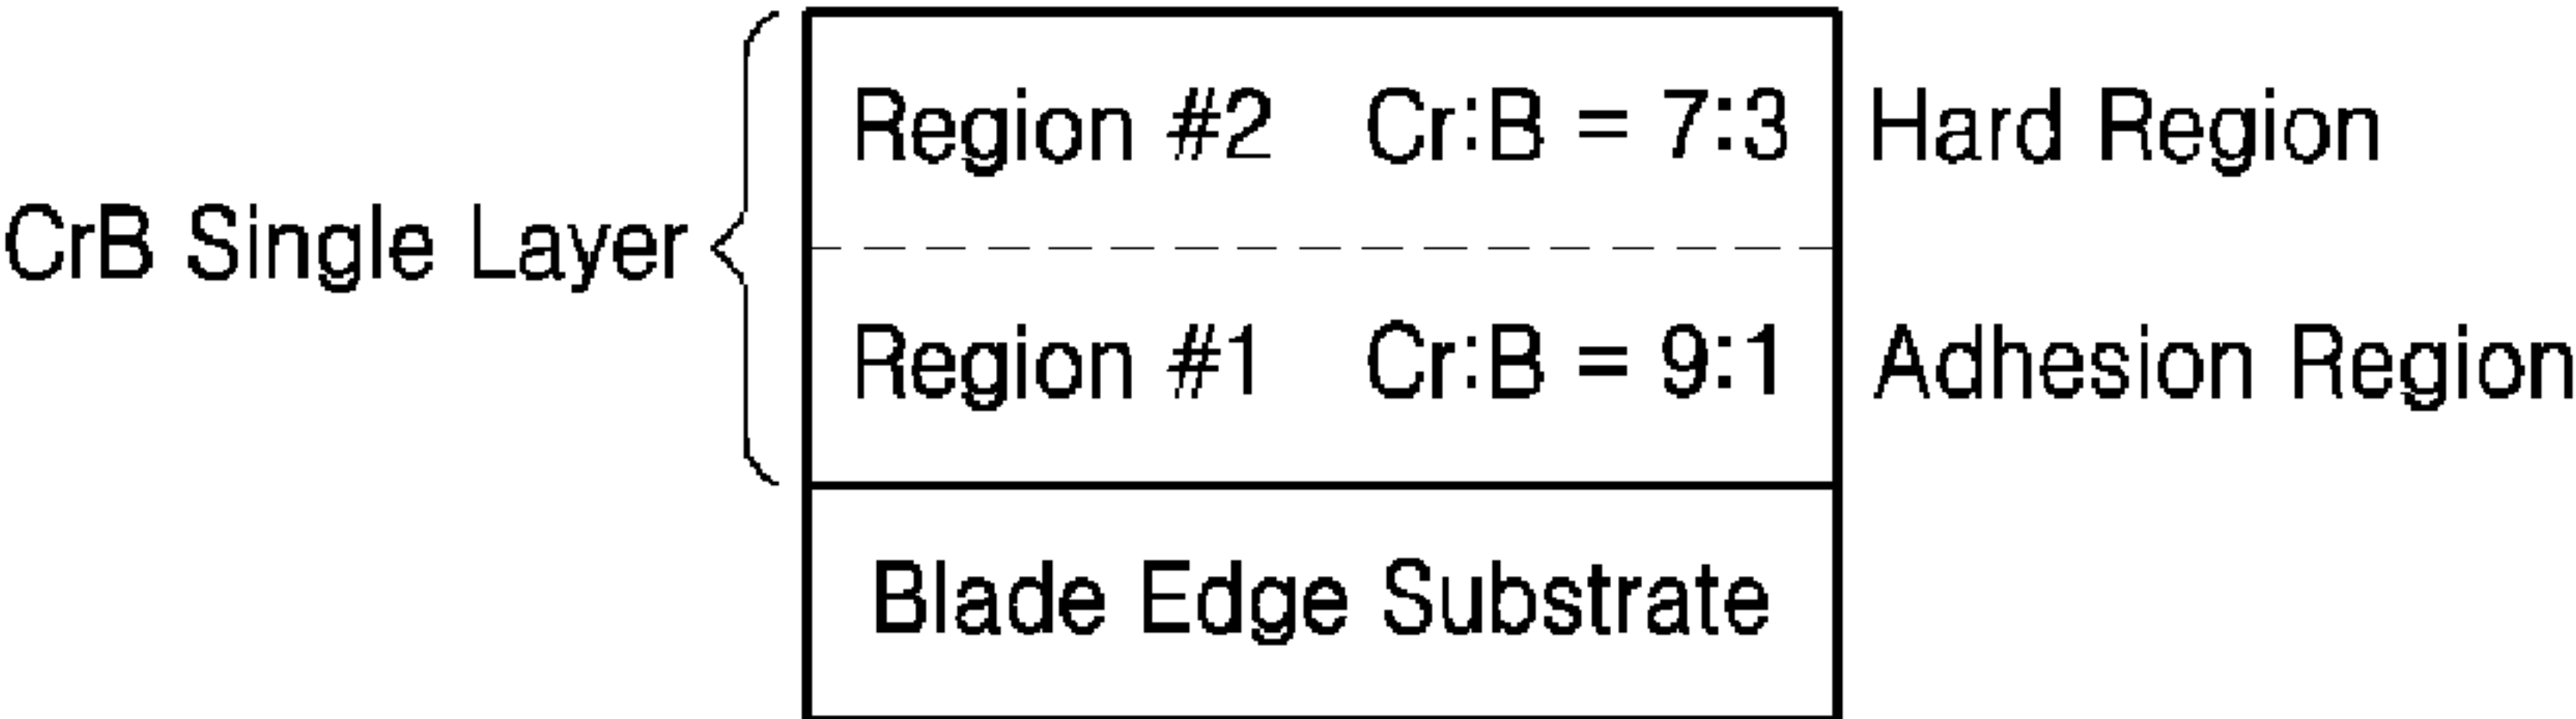 Region #2 Cr:B = 7:3 Hard Region
CrB Single Layer
Region #1 Cr:B = 9:1 Adhesion Region
Blade Edge Substrate